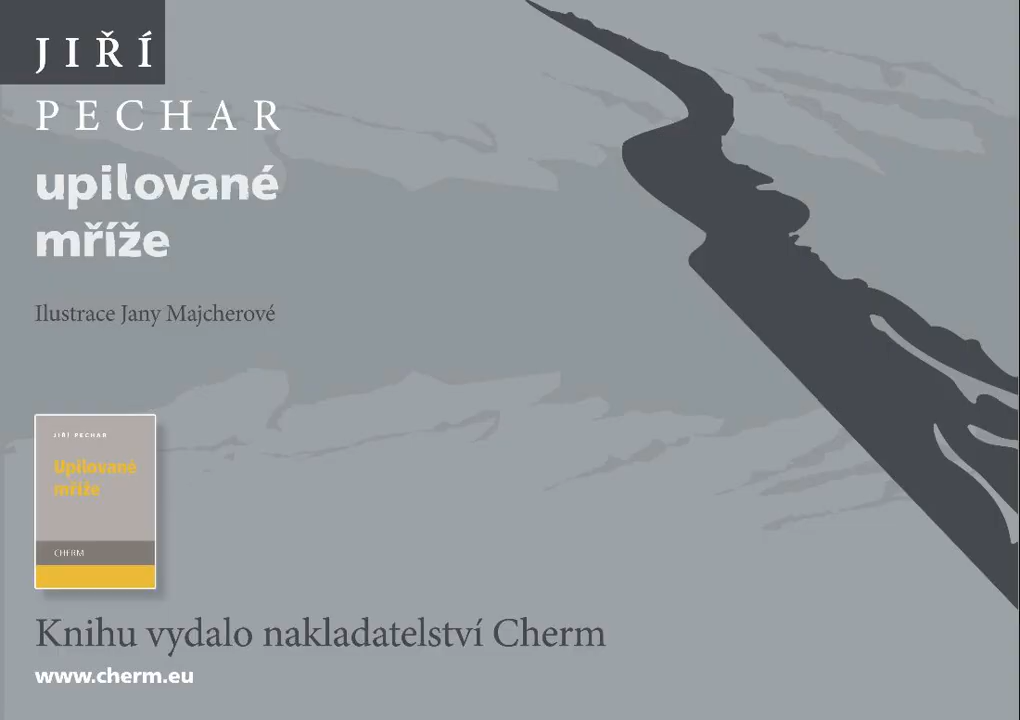 JIŘÍ
PECHAR
upilované
mříže
Ilustrace Jany Majcherové
JIŘÍ PECHAR
Upilované
mříže
CHERM
Knihu vydalo nakladatelství Cherm
www.cherm.eu